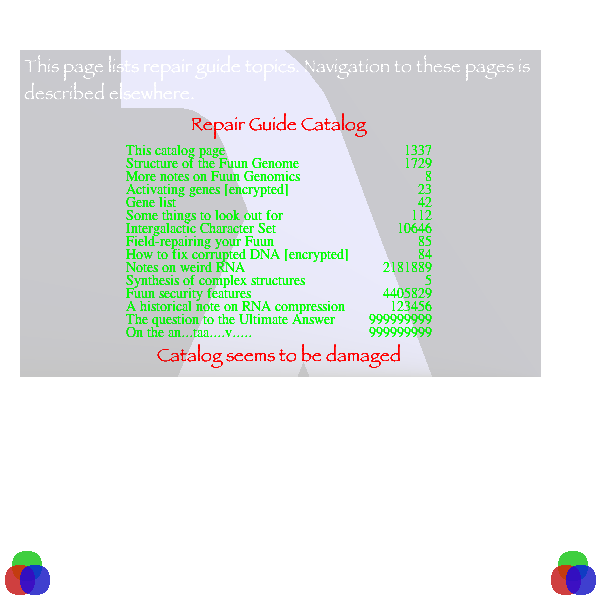 This page lists repair guide topics. Navigation to these pages is
described elsewhere.
Repair Guide Catalog
This catalog page 1337
Structure of the Fuun Genome 1729
More notes on Fuun Genomics 8
Activating genes [encrypted] 23
Gene list 42
Some things to look out for 112
Intergalactic Character Set 10646
Field-repairing your Fuun 85
How to fix corrupted DNA [encrypted] 84
Notes on weird RNA 2181889
Synthesis of complex structures 5
Fuun security features 4405829
A historical note on RNA compression 123456
The question to the Ultimate Answer 999999999
On the an...taa....v..... 999999999
Catalog seems to be damaged